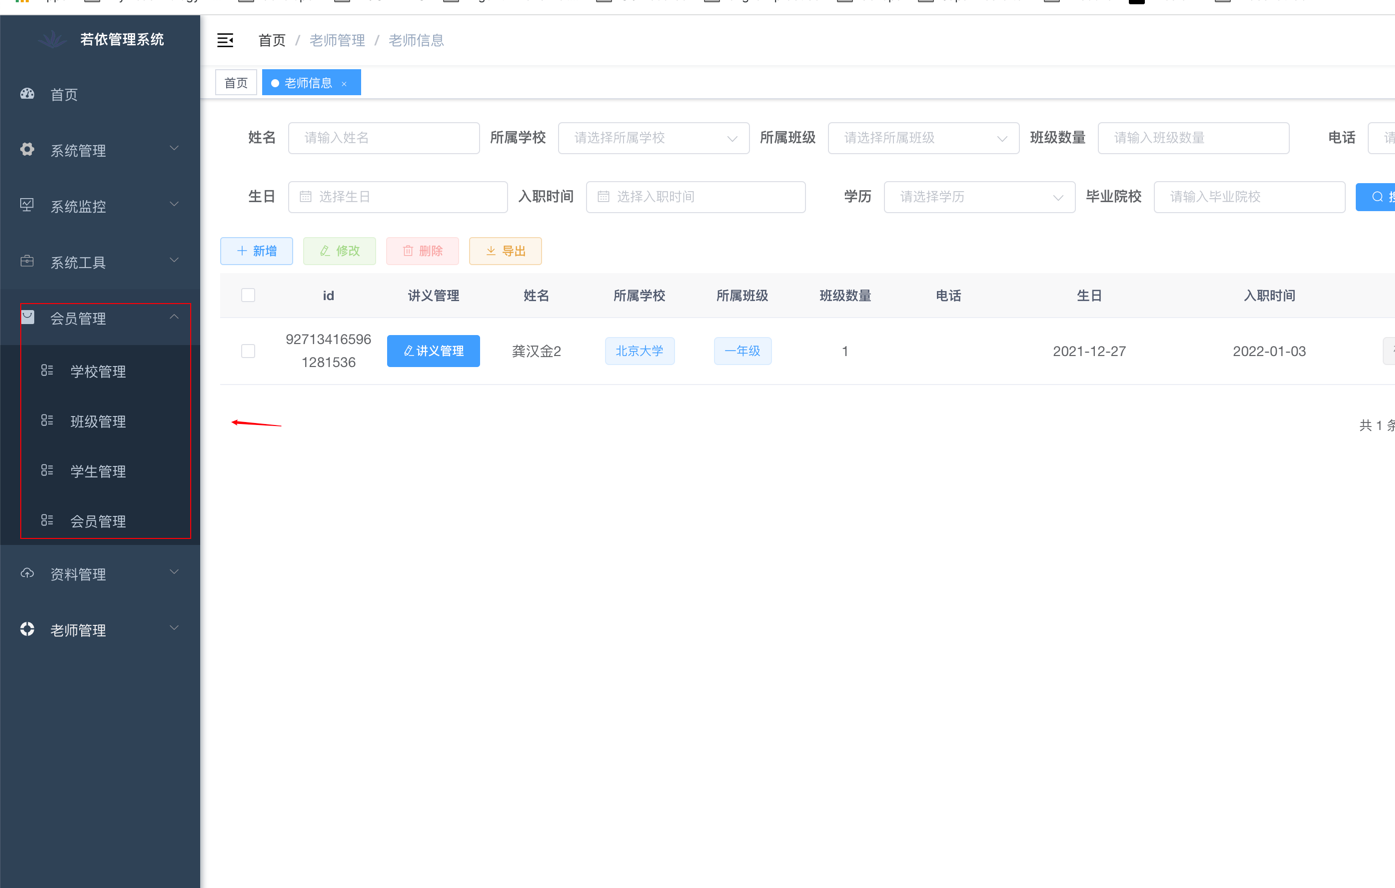 若依管理系统
首页 / 老师管理 / 老师信息
首页
系统管理
系统监控
系统工具
会员管理
学校管理
班级管理
学生管理
会员管理
资料管理
老师管理
首页 老师信息 ×
姓名 请输入姓名 所属学校 请选择所属学校 所属班级 请选择所属班级 班级数量 请输入班级数量 电话
生日 选择生日 入职时间 选择入职时间 学历 请选择学历 毕业院校 请输入毕业院校
+ 新增 修改 删除 导出
id 讲义管理 姓名 所属学校 所属班级 班级数量 电话 生日 入职时间
92713416596
1281536
讲义管理 龚汉金2 北京大学 一年级 1 2021-12-27 2022-01-03
共 1 条